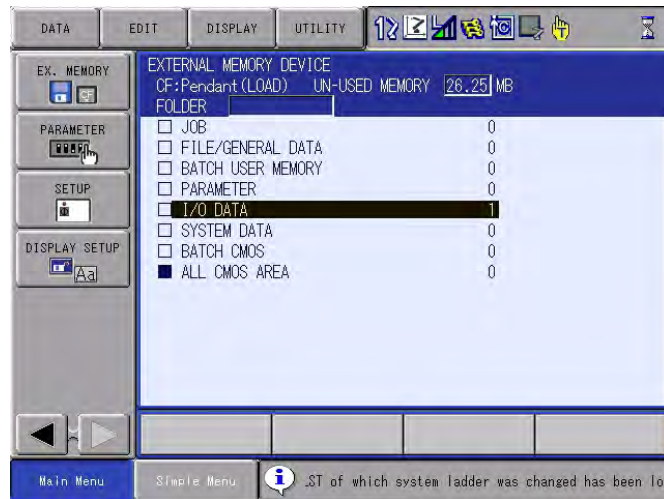 DATA EDIT DISPLAY UTILITY
EX. MEMORY
CF
PARAMETER
SETUP
DISPLAY SETUP
Aa
EXTERNAL MEMORY DEVICE
CF:Pendant(LOAD) UN-USED MEMORY 26.25 MB
FOLDER
JOB 0
FILE/GENERAL DATA 0
BATCH USER MEMORY 0
PARAMETER 0
I/O DATA 1
SYSTEM DATA 0
BATCH CMOS 0
ALL CMOS AREA 0
Main Menu Simple Menu .ST of which system ladder was changed has been lo